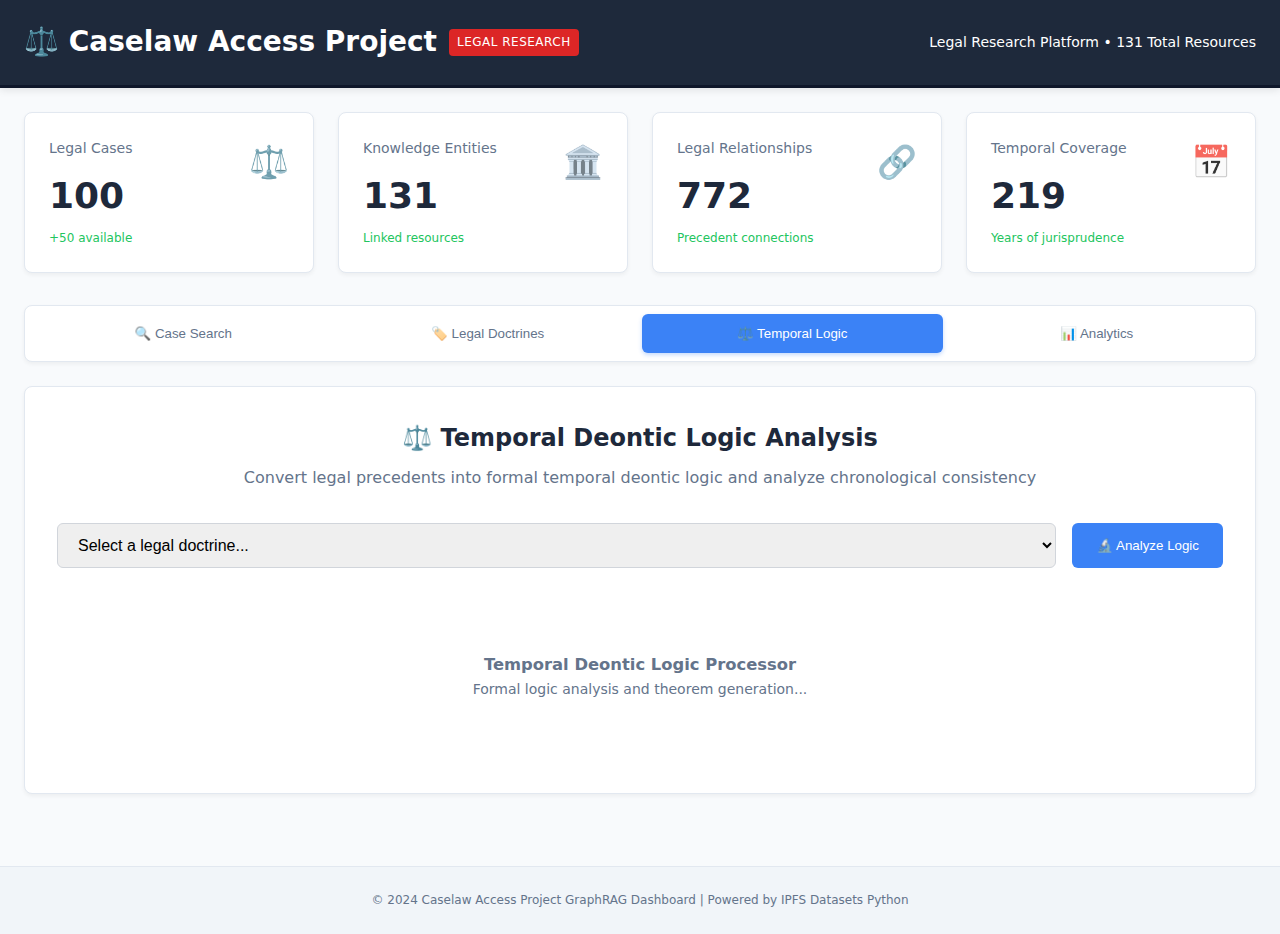 ⚖️ Caselaw Access Project LEGAL RESEARCH
Legal Research Platform • 131 Total Resources
Legal Cases
100
+50 available
Knowledge Entities
131
Linked resources
Legal Relationships
772
Precedent connections
Temporal Coverage
219
Years of jurisprudence
July
17
🔍 Case Search
🏷️ Legal Doctrines
⚖️ Temporal Logic
📊 Analytics
⚖️ Temporal Deontic Logic Analysis
Convert legal precedents into formal temporal deontic logic and analyze chronological consistency
Select a legal doctrine...
🔬 Analyze Logic
Temporal Deontic Logic Processor
Formal logic analysis and theorem generation...
© 2024 Caselaw Access Project GraphRAG Dashboard | Powered by IPFS Datasets Python